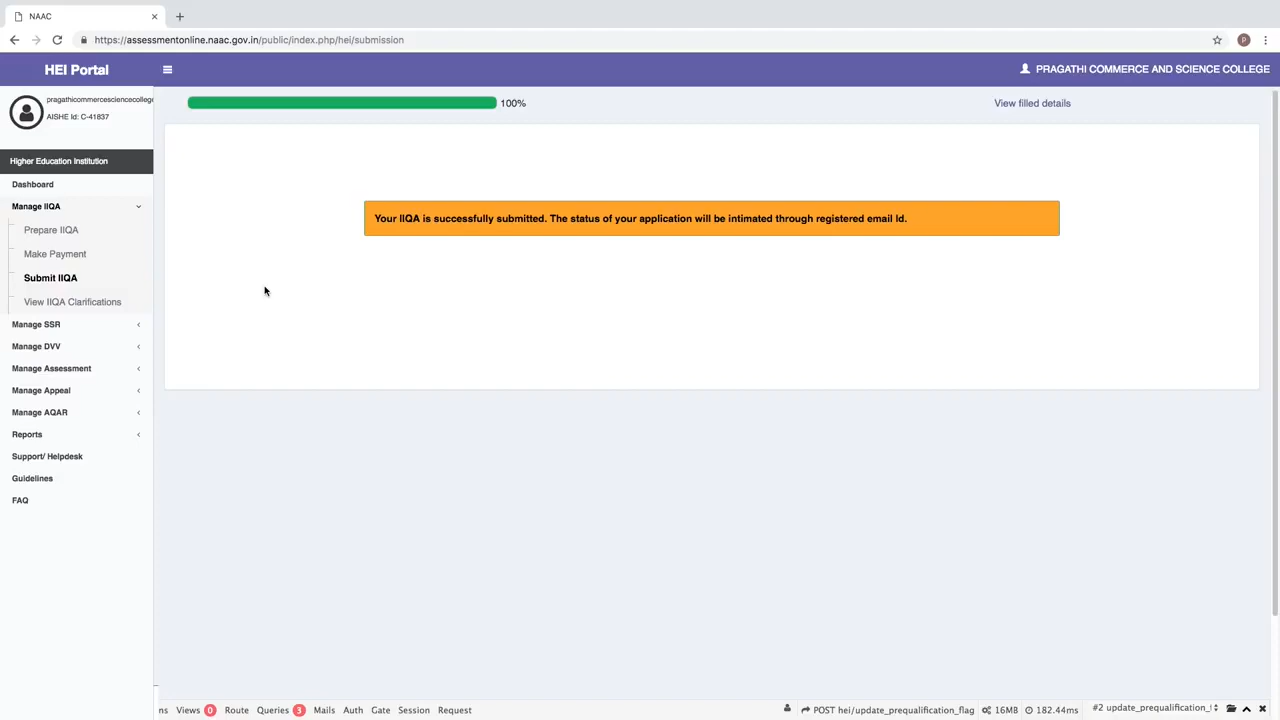 NAAC
https://assessmentonline.naac.gov.in/public/index.php/hei/submission
P
HEI Portal
PRAGATHI COMMERCE AND SCIENCE COLLEGE
pragathicommercesciencecollege
AISHE Id: C-41837
100%
View filled details
Higher Education Institution
Dashboard
Manage IIQA
Prepare IIQA
Make Payment
Submit IIQA
View IIQA Clarifications
Manage SSR
Manage DVV
Manage Assessment
Manage Appeal
Manage AQAR
Reports
Support/ Helpdesk
Guidelines
FAQ
Your IIQA is successfully submitted. The status of your application will be intimated through registered email Id.
ns Views 0 Route Queries 3 Mails Auth Gate Session Request POST hei/update_prequalification_flag 16MB 182.44ms #2 update_prequalification_